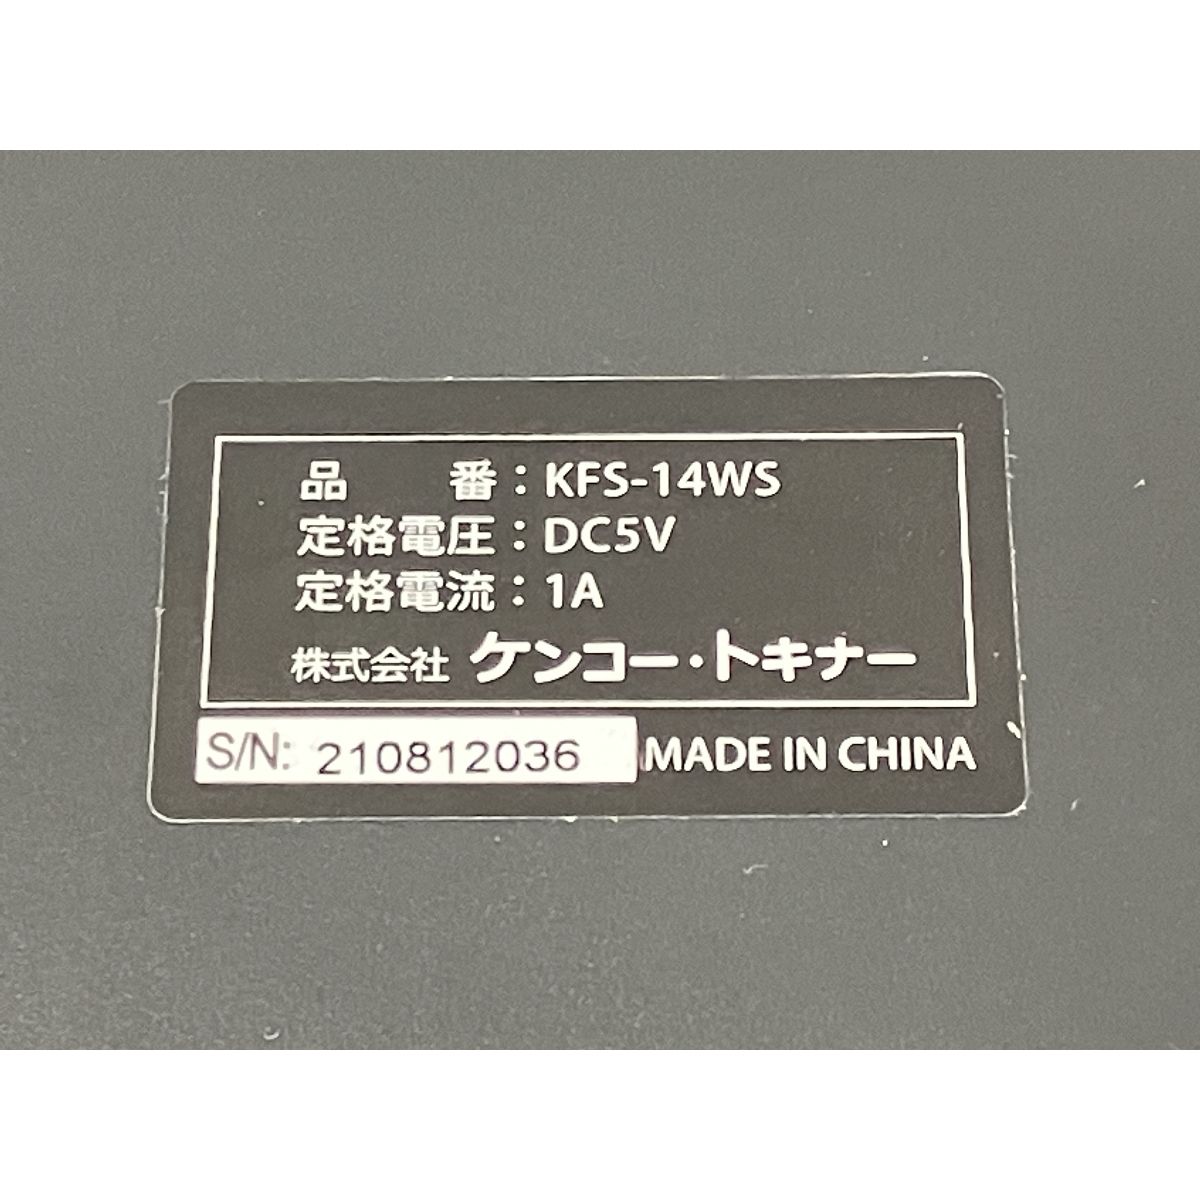 品　　番：KFS-14WS
定格電圧：DC5V
定格電流：1A
株式会社 ケンコー・トキナー
S/N: 210812036 MADE IN CHINA